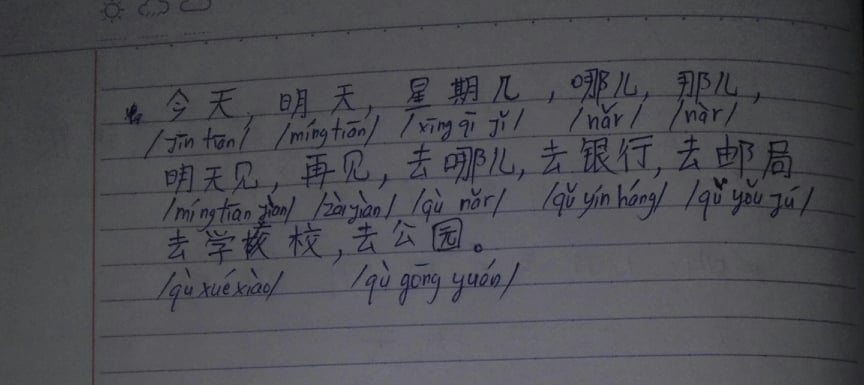 今天, 明天, 星期几, 哪儿, 那儿,
/jīn tiān/ /míng tiān/ /xīng qī jǐ/ /nǎr/ /nàr/
明天见, 再见, 去哪儿, 去银行, 去邮局
/míng tiān jiàn/ /zài jiàn/ /qù nǎr/ /qǔ yín háng/ /qǔ yǒu jú/
去学校, 去公园。
/qù xué xiào/ /qù gōng yuán/